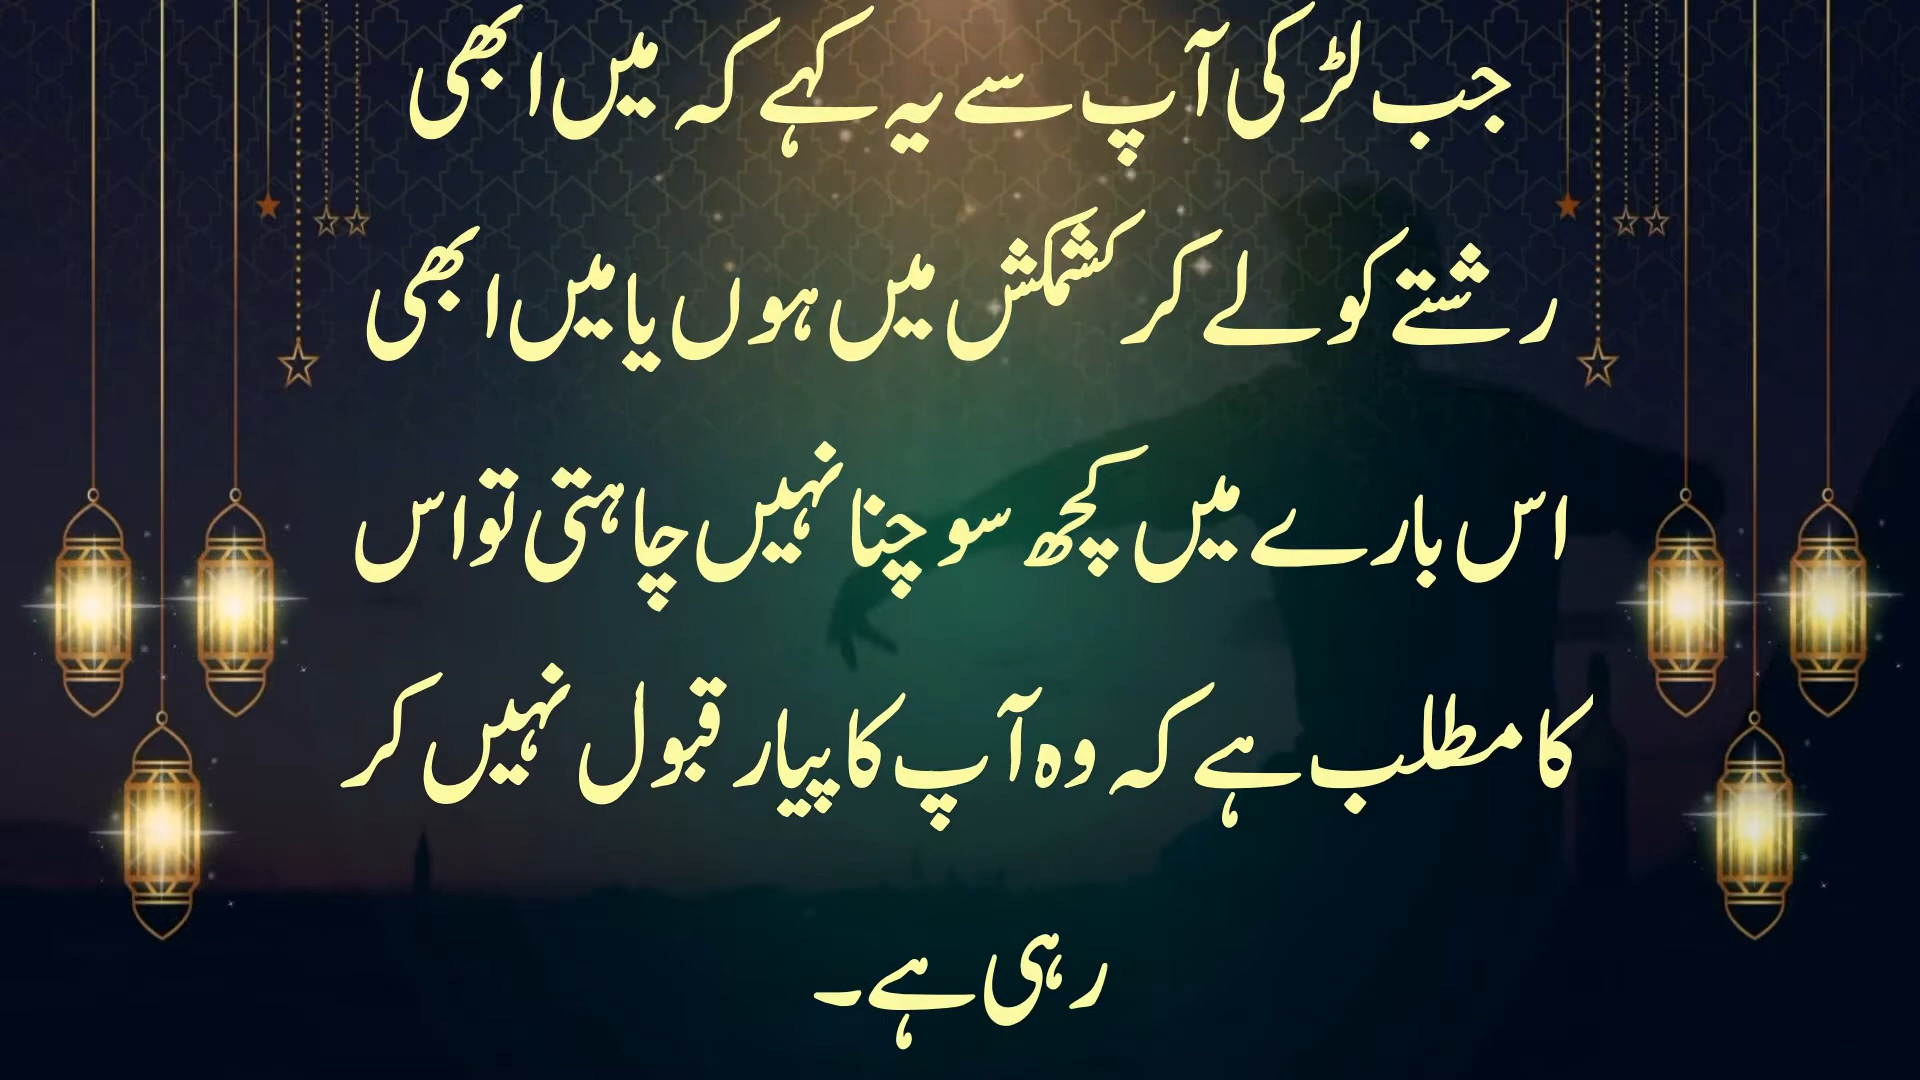 جب لڑکی آپ سے یہ کہے کہ میں ابھی
رشتے کو لے کر کشمکش میں ہوں یا میں ابھی
اس بارے میں کچھ سوچنا نہیں چاہتی تو اس
کا مطلب ہے کہ وہ آپ کا پیار قبول نہیں کر
رہی ہے۔